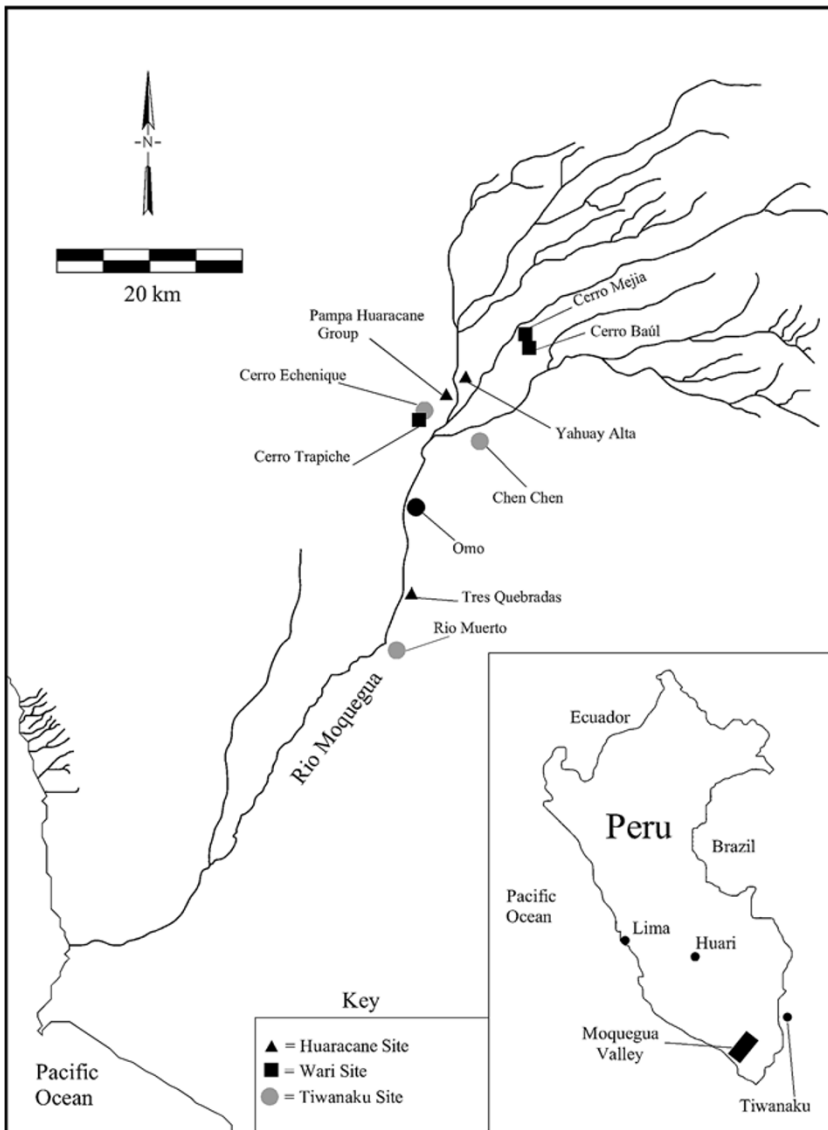 -N-
20 km
Cerro Mejia
Pampa Huaracane
Group
Cerro Baúl
Cerro Echenique
Yahuay Alta
Cerro Trapiche
Chen Chen
Omo
Tres Quebradas
Rio Muerto
Rio Moquegua
Ecuador
Peru
Brazil
Pacific
Ocean
Lima
Huari
Moquegua
Valley
Tiwanaku
Key
= Huaracane Site
= Wari Site
= Tiwanaku Site
Pacific
Ocean